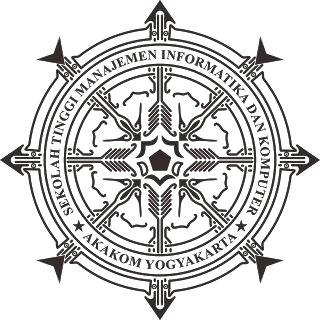 SEKOLAH TINGGI MANAJEMEN INFORMATIKA DAN KOMPUTER
AKAKOM YOGYAKARTA